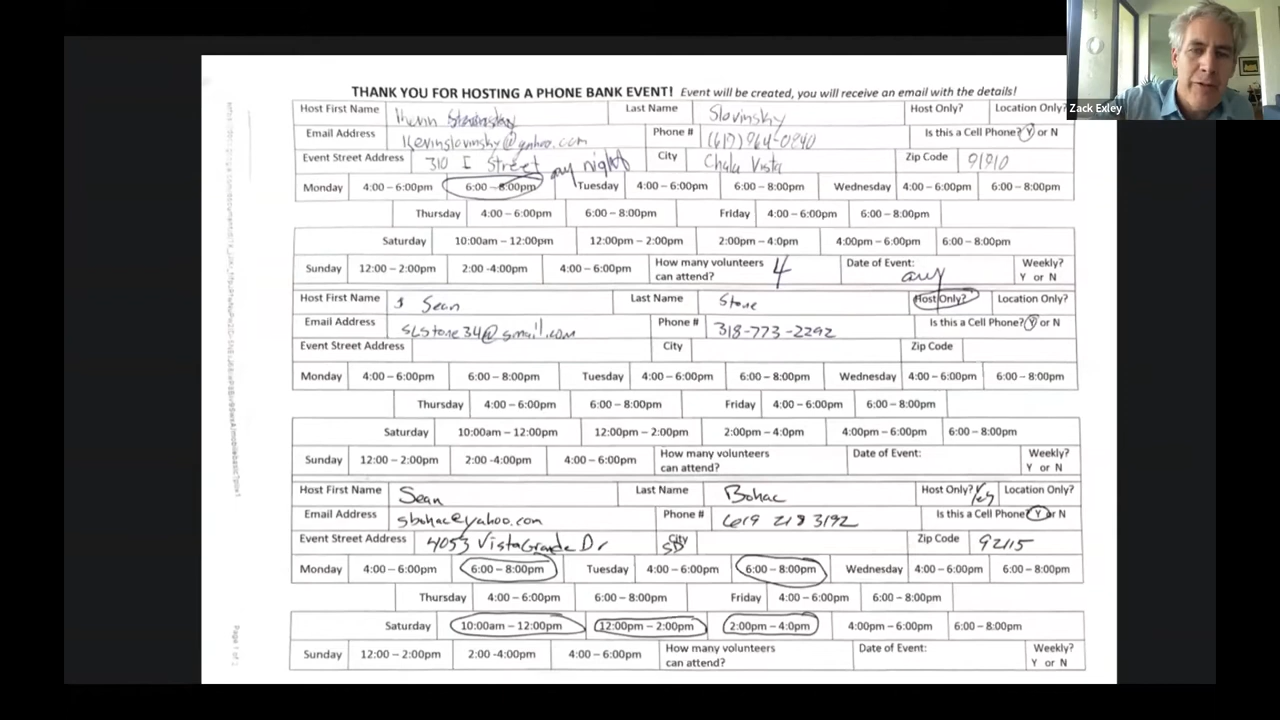 Zack Exley
THANK YOU FOR HOSTING A PHONE BANK EVENT! Event will be created, you will receive an email with the details!
Host First Name Last Name Slovinsky Host Only? Location Only?
Email Address kevinslovinsky@yahoo.com Phone # (617)964-0840 Is this a Cell Phone? Y or N
Event Street Address 310 I Street any night City Chula Vista Zip Code 91910
Monday 4:00 – 6:00pm 6:00 – 8:00pm Tuesday 4:00 – 6:00pm 6:00 – 8:00pm Wednesday 4:00 – 6:00pm 6:00 – 8:00pm
Thursday 4:00 – 6:00pm 6:00 – 8:00pm Friday 4:00 – 6:00pm 6:00 – 8:00pm
Saturday 10:00am – 12:00pm 12:00pm – 2:00pm 2:00pm – 4:0pm 4:00pm – 6:00pm 6:00 – 8:00pm
Sunday 12:00 – 2:00pm 2:00 -4:00pm 4:00 – 6:00pm How many volunteers can attend? 4 Date of Event: any Weekly? Y or N
Host First Name Sean Last Name Stone Host Only? Location Only?
Email Address slstone34@gmail.com Phone # 318-773-2292 Is this a Cell Phone? Y or N
Event Street Address City Zip Code
Monday 4:00 – 6:00pm 6:00 – 8:00pm Tuesday 4:00 – 6:00pm 6:00 – 8:00pm Wednesday 4:00 – 6:00pm 6:00 – 8:00pm
Thursday 4:00 – 6:00pm 6:00 – 8:00pm Friday 4:00 – 6:00pm 6:00 – 8:00pm
Saturday 10:00am – 12:00pm 12:00pm – 2:00pm 2:00pm – 4:0pm 4:00pm – 6:00pm 6:00 – 8:00pm
Sunday 12:00 – 2:00pm 2:00 -4:00pm 4:00 – 6:00pm How many volunteers can attend? Date of Event: Weekly? Y or N
Host First Name Sean Last Name Bohac Host Only? Yes Location Only?
Email Address sbohac@yahoo.com Phone # 619 218 3192 Is this a Cell Phone? Y or N
Event Street Address 4053 Vista Grande Dr City SD Zip Code 92115
Monday 4:00 – 6:00pm 6:00 – 8:00pm Tuesday 4:00 – 6:00pm 6:00 – 8:00pm Wednesday 4:00 – 6:00pm 6:00 – 8:00pm
Thursday 4:00 – 6:00pm 6:00 – 8:00pm Friday 4:00 – 6:00pm 6:00 – 8:00pm
Saturday 10:00am – 12:00pm 12:00pm – 2:00pm 2:00pm – 4:0pm 4:00pm – 6:00pm 6:00 – 8:00pm
Sunday 12:00 – 2:00pm 2:00 -4:00pm 4:00 – 6:00pm How many volunteers can attend? Date of Event: Weekly? Y or N